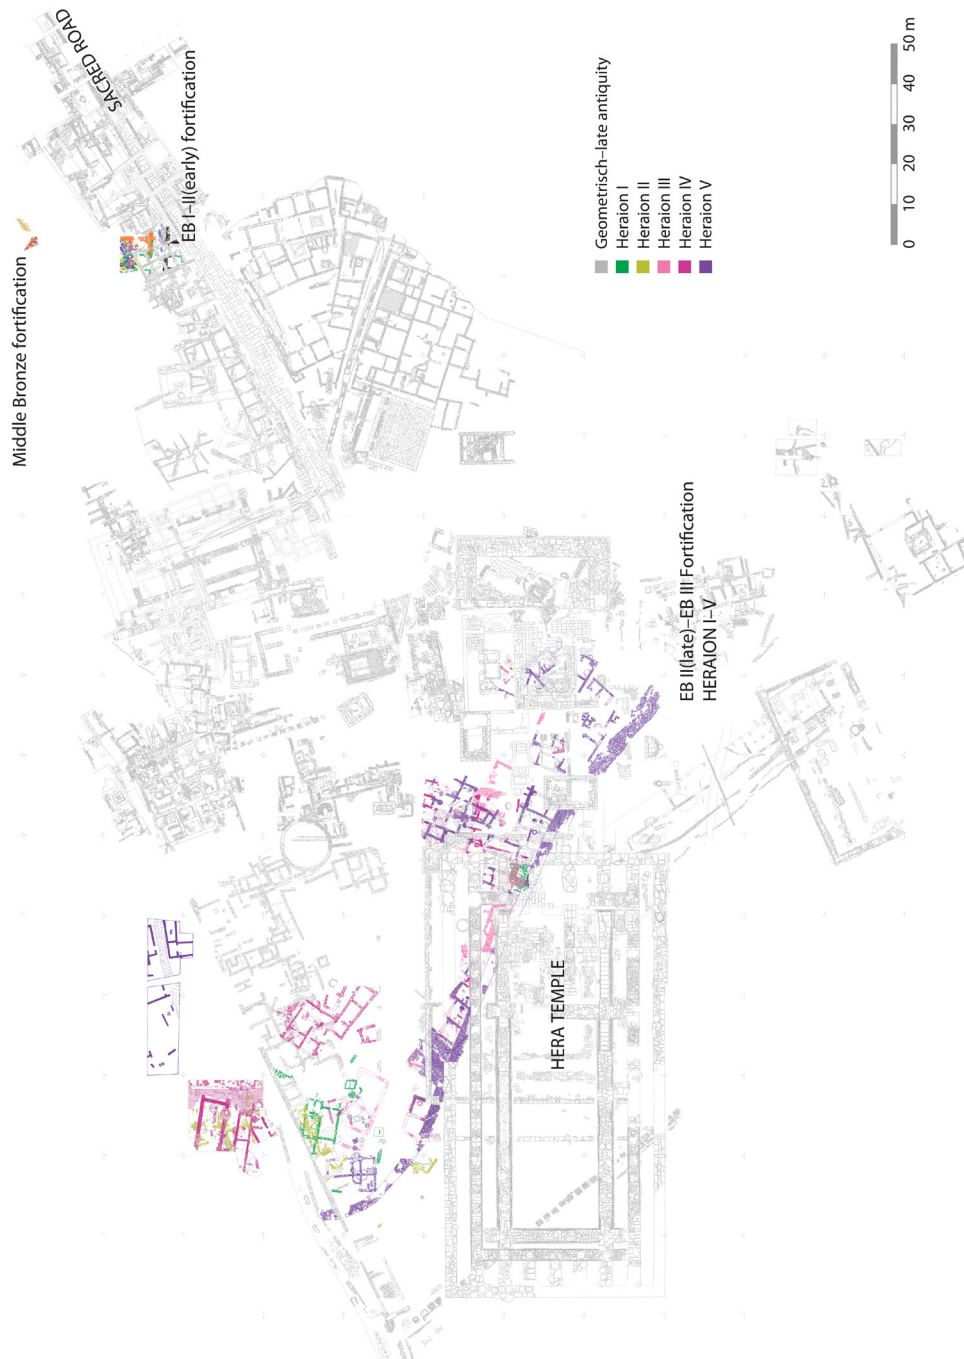 SACRED ROAD
Middle Bronze fortification
EB I–II(early) fortification
EB II(late)–EB III Fortification
HERAION I–V
HERA TEMPLE
Geometrisch–late antiquity
Heraion I
Heraion II
Heraion III
Heraion IV
Heraion V
0 10 20 30 40 50 m